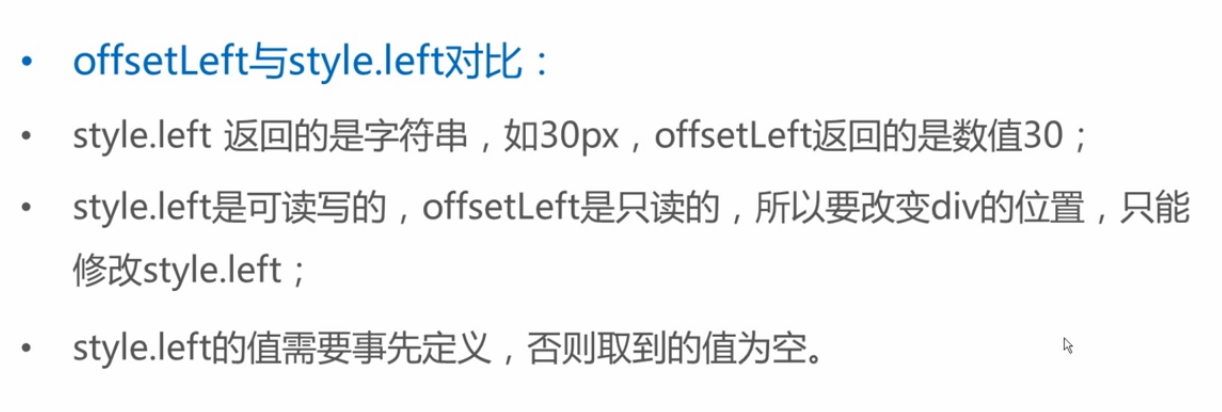 • offsetLeft与style.left对比：
• style.left 返回的是字符串，如30px，offsetLeft返回的是数值30；
• style.left是可读写的，offsetLeft是只读的，所以要改变div的位置，只能
修改style.left；
• style.left的值需要事先定义，否则取到的值为空。